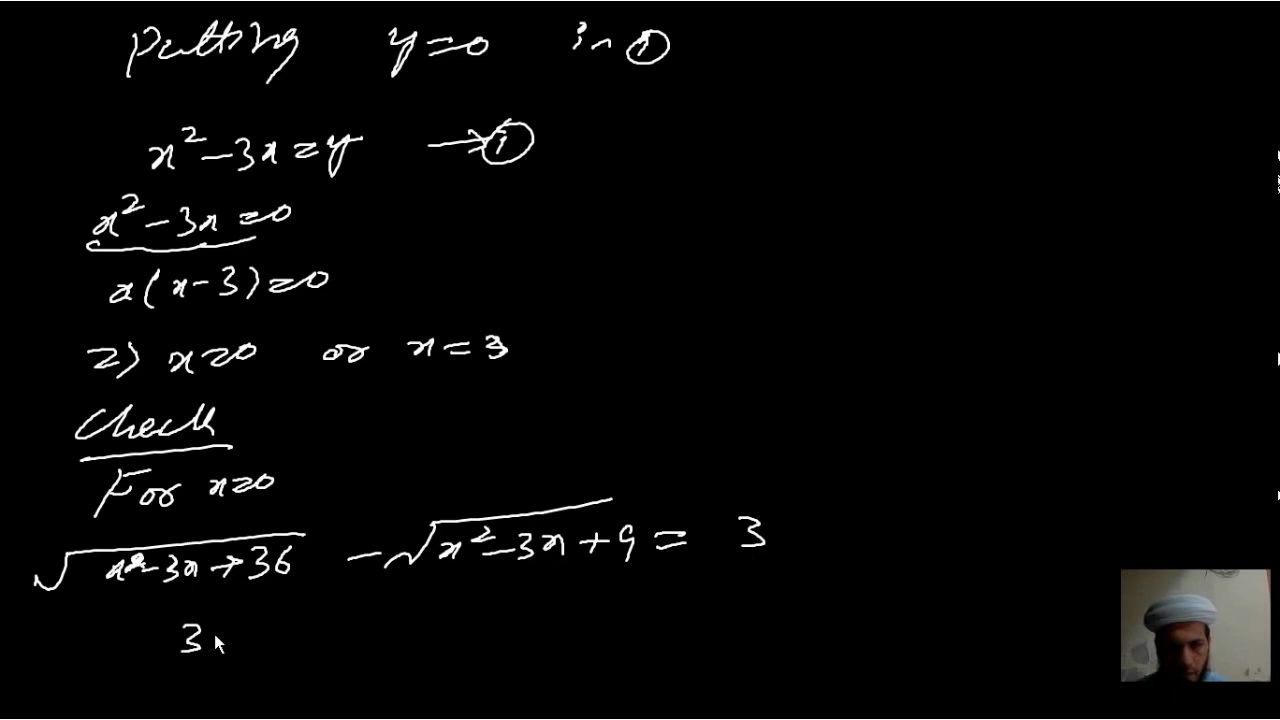 Putting y=0 in ①
x² - 3x = y → ①
x² - 3x = 0
x(x-3) = 0
⇒ x=0 or x=3
Check
For x=0
√(x²-3x+36) - √(x²-3x+9) = 3
3